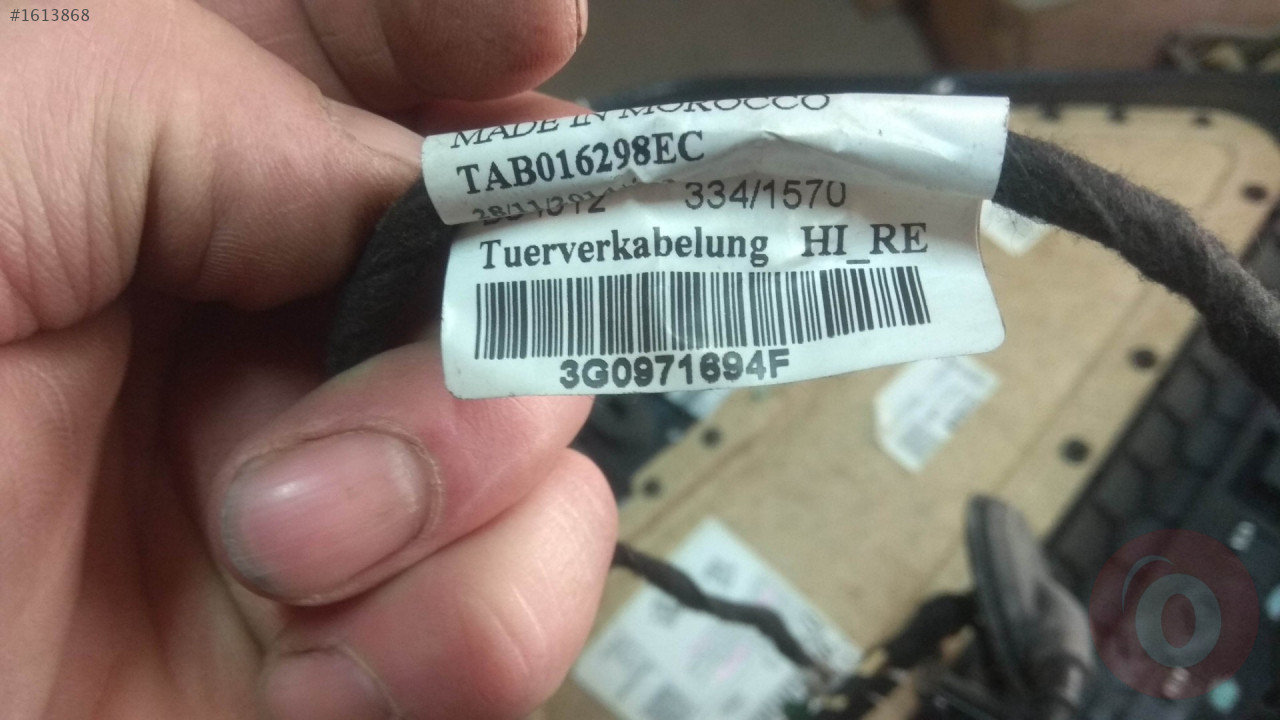 #1613868
MADE IN MOROCCO
TAB016298EC
334/1570
Tuerverkabelung HI_RE
3G0971694F